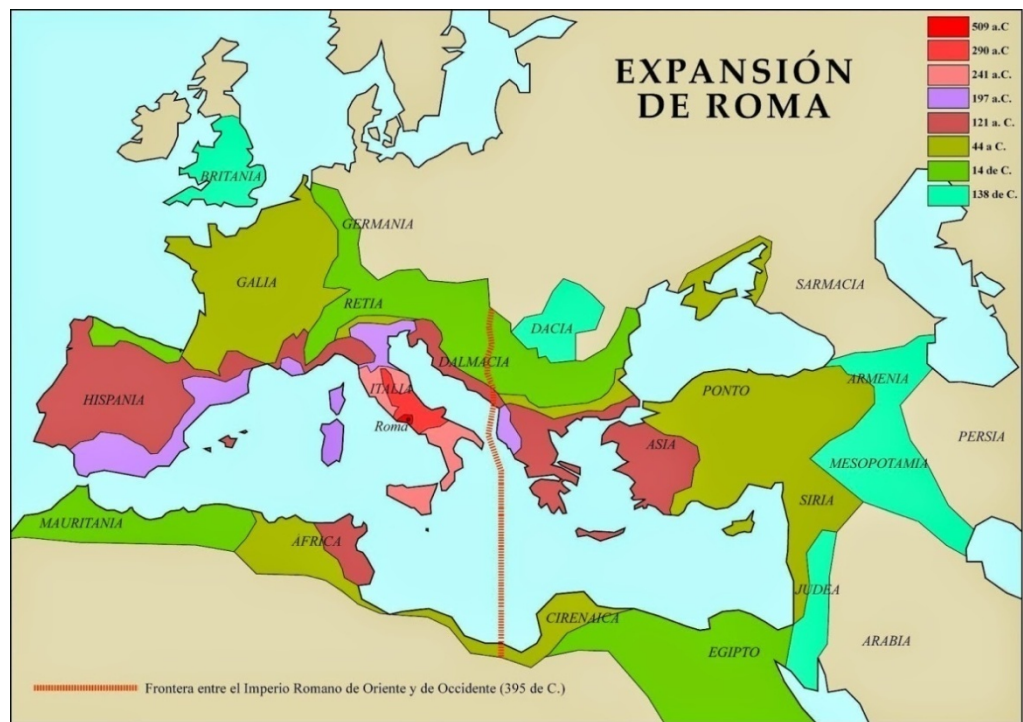 EXPANSIÓN
DE ROMA
509 a.C
290 a.C
241 a.C.
197 a.C.
121 a. C.
44 a C.
14 de C.
138 de C.
BRITANIA
GERMANIA
GALIA
RETIA
SARMACIA
DACIA
DALMACIA
ITALIA
Roma
HISPANIA
PONTO
ARMENIA
ASIA
PERSIA
MESOPOTAMIA
SIRIA
MAURITANIA
ÁFRICA
JUDEA
CIRENAICA
EGIPTO
ARABIA
Frontera entre el Imperio Romano de Oriente y de Occidente (395 de C.)